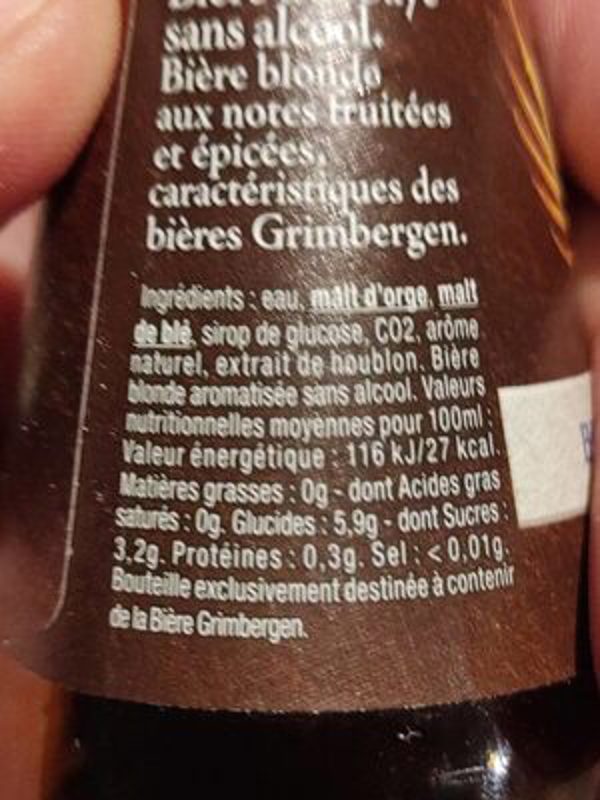 sans alcool.
Bière blonde
aux notes fruitées
et épicées,
caractéristiques des
bières Grimbergen.
Ingrédients : eau, malt d'orge, malt
de blé, sirop de glucose, CO2, arôme
naturel, extrait de houblon. Bière
blonde aromatisée sans alcool. Valeurs
nutritionnelles moyennes pour 100ml :
Valeur énergétique : 116 kJ/27 kcal.
Matières grasses : 0g - dont Acides gras
saturés : 0g. Glucides : 5,9g - dont Sucres :
3,2g. Protéines : 0,3g. Sel : < 0,01g.
Bouteille exclusivement destinée à contenir
de la Bière Grimbergen.